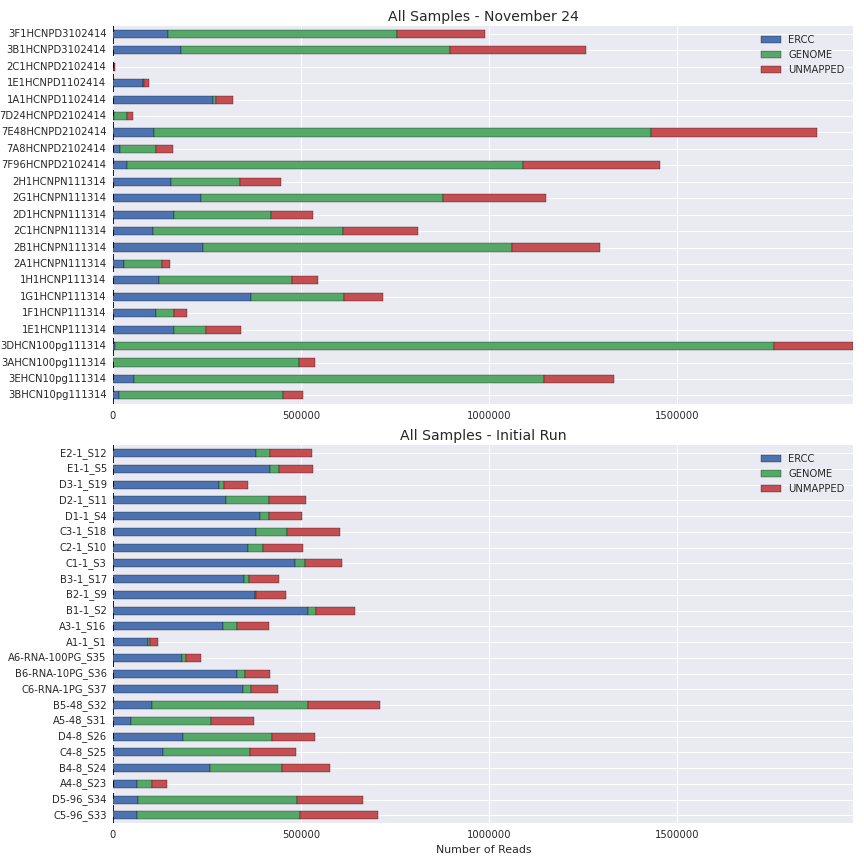 All Samples - November 24
3F1HCNPD3102414
3B1HCNPD3102414
2C1HCNPD2102414
1E1HCNPD1102414
1A1HCNPD1102414
7D24HCNPD2102414
7E48HCNPD2102414
7A8HCNPD2102414
7F96HCNPD2102414
2H1HCNPN111314
2G1HCNPN111314
2D1HCNPN111314
2C1HCNPN111314
2B1HCNPN111314
2A1HCNPN111314
1H1HCNP111314
1G1HCNP111314
1F1HCNP111314
1E1HCNP111314
3DHCN100pg111314
3AHCN100pg111314
3EHCN10pg111314
3BHCN10pg111314
ERCC
GENOME
UNMAPPED
0 500000 1000000 1500000
All Samples - Initial Run
E2-1_S12
E1-1_S5
D3-1_S19
D2-1_S11
D1-1_S4
C3-1_S18
C2-1_S10
C1-1_S3
B3-1_S17
B2-1_S9
B1-1_S2
A3-1_S16
A1-1_S1
A6-RNA-100PG_S35
B6-RNA-10PG_S36
C6-RNA-1PG_S37
B5-48_S32
A5-48_S31
D4-8_S26
C4-8_S25
B4-8_S24
A4-8_S23
D5-96_S34
C5-96_S33
ERCC
GENOME
UNMAPPED
0 500000 1000000 1500000
Number of Reads